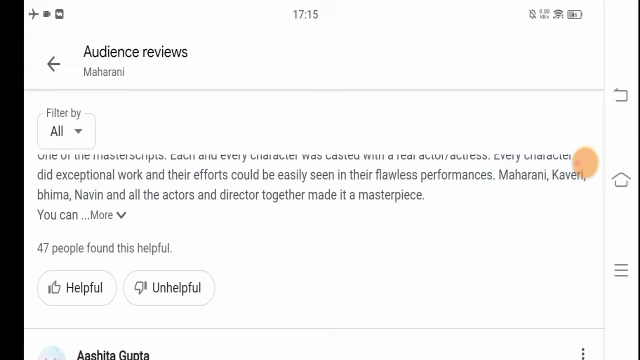 17:15
0.00
KB/s
Audience reviews
Maharani
Filter by
All
One of the masterscripts. Each and every character was casted with a real actor/actress. Every character
did exceptional work and their efforts could be easily seen in their flawless performances. Maharani, Kaveri,
bhima, Navin and all the actors and director together made it a masterpiece.
You can ...More
47 people found this helpful.
Helpful
Unhelpful
Aashita Gupta